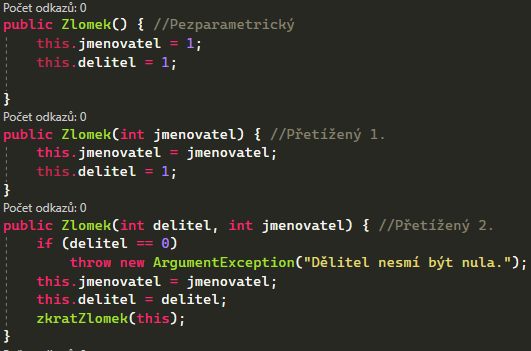 Počet odkazů: 0
public Zlomek() { //Pezparametrický
this.jmenovatel = 1;
this.delitel = 1;
}
Počet odkazů: 0
public Zlomek(int jmenovatel) { //Přetížený 1.
this.jmenovatel = jmenovatel;
this.delitel = 1;
}
Počet odkazů: 0
public Zlomek(int delitel, int jmenovatel) { //Přetížený 2.
if (delitel == 0)
throw new ArgumentException("Dělitel nesmí být nula.");
this.jmenovatel = jmenovatel;
this.delitel = delitel;
zkratZlomek(this);
}